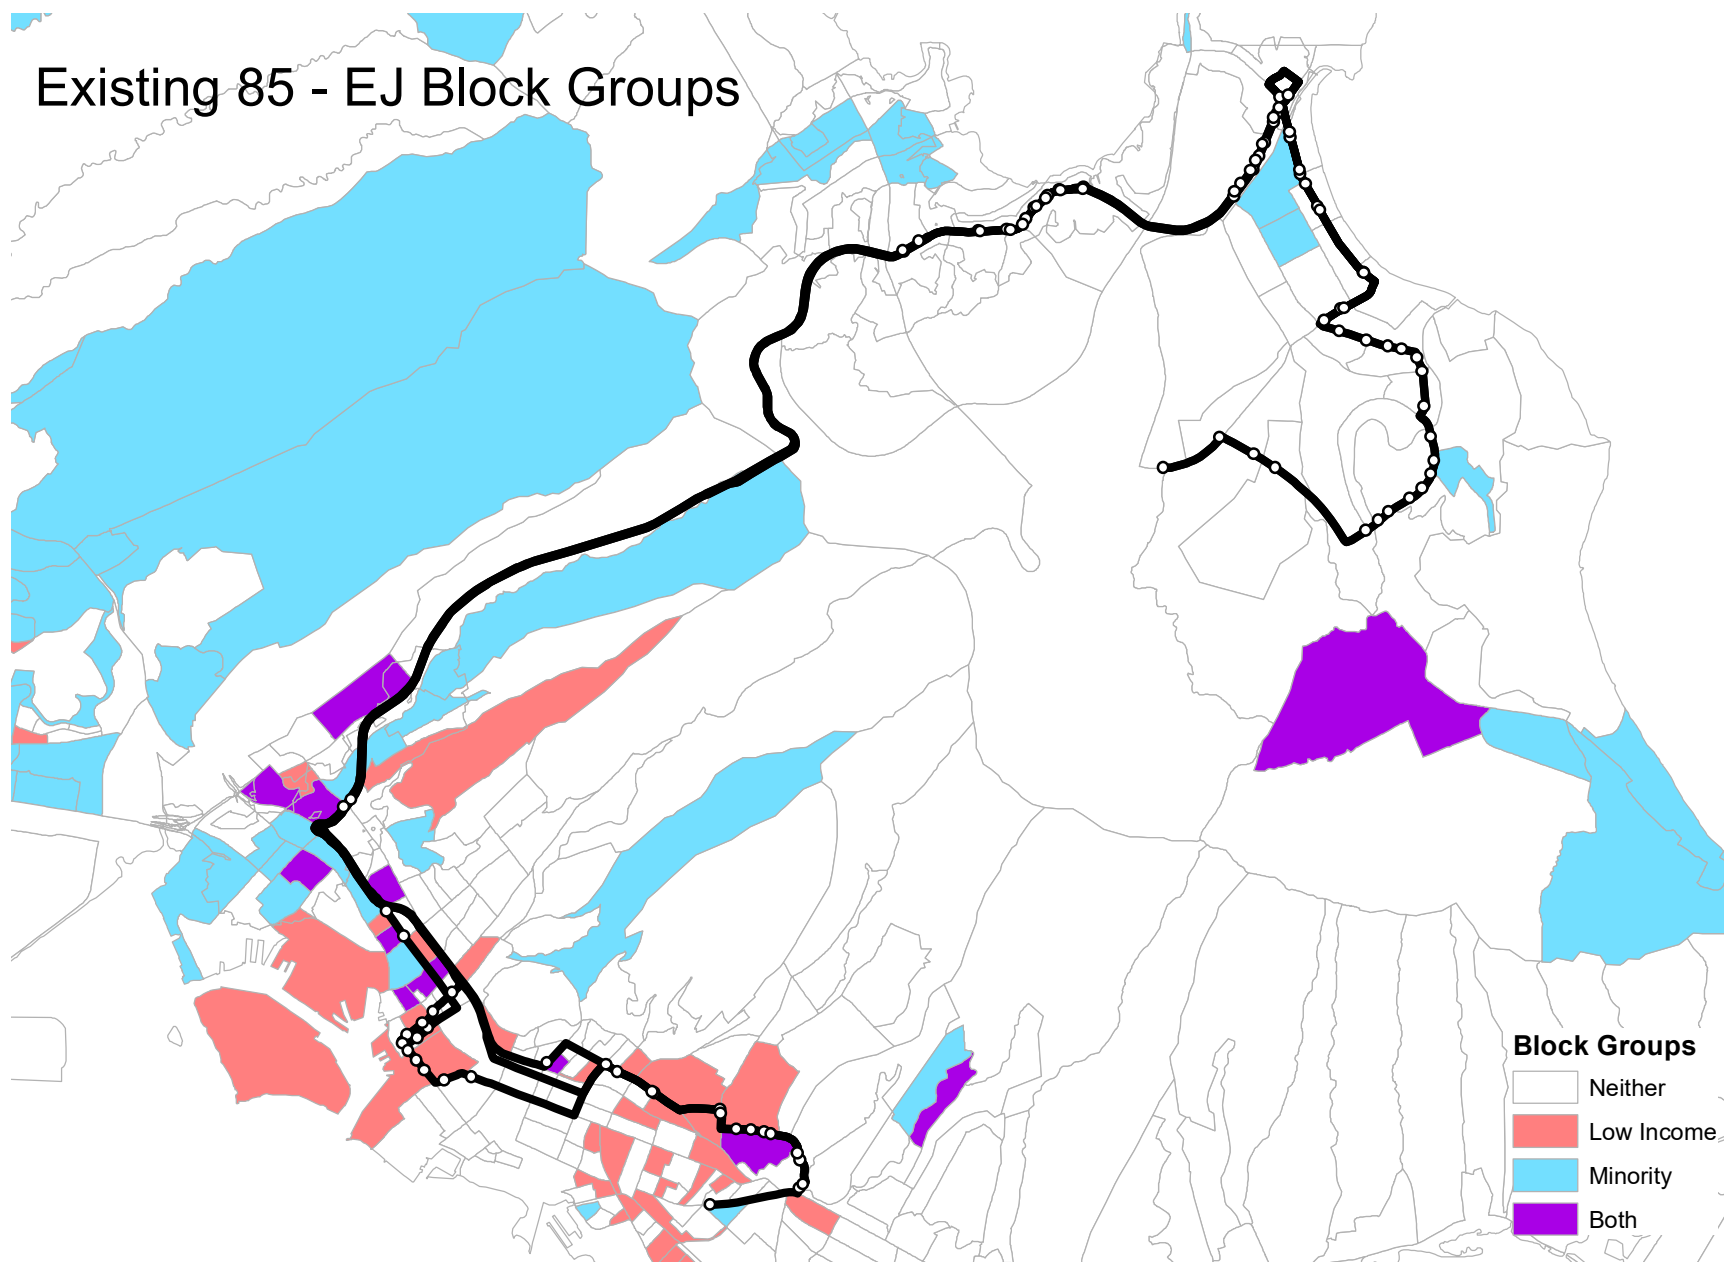 Existing 85 - EJ Block Groups
Block Groups
Neither
Low Income
Minority
Both